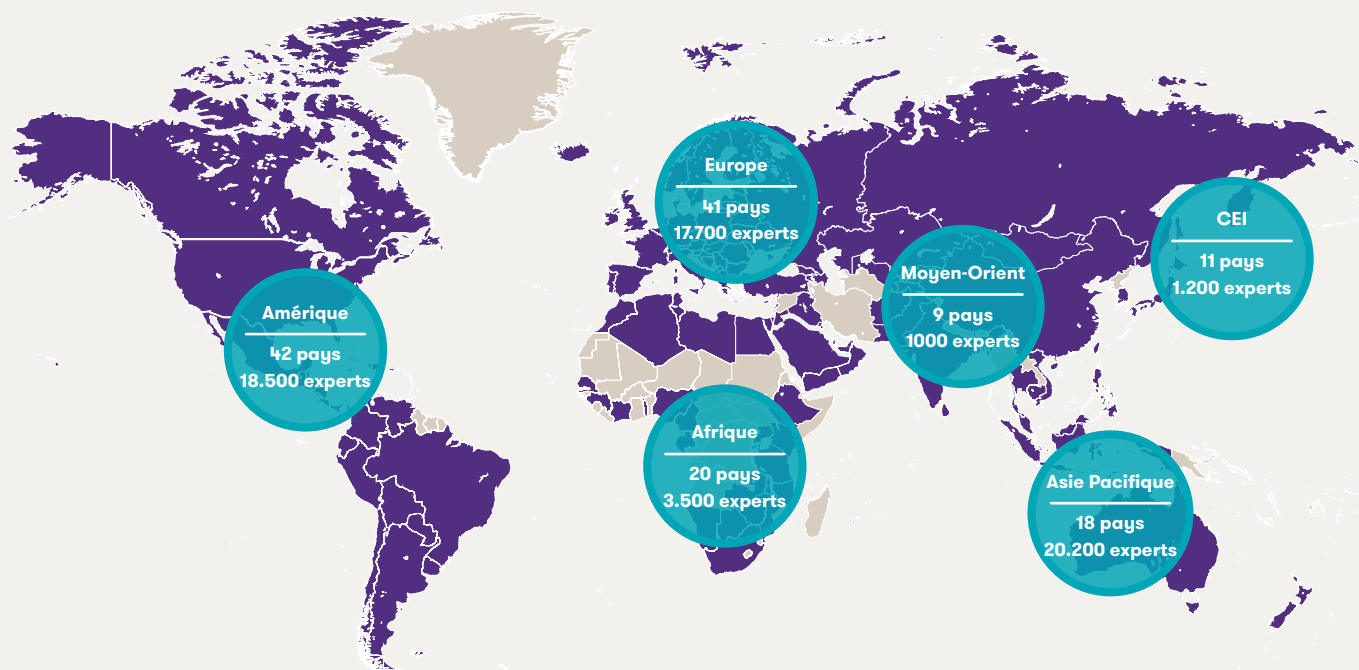 Europe
41 pays
17.700 experts
CEI
11 pays
1.200 experts
Moyen-Orient
9 pays
1000 experts
Amérique
42 pays
18.500 experts
Afrique
20 pays
3.500 experts
Asie Pacifique
18 pays
20.200 experts